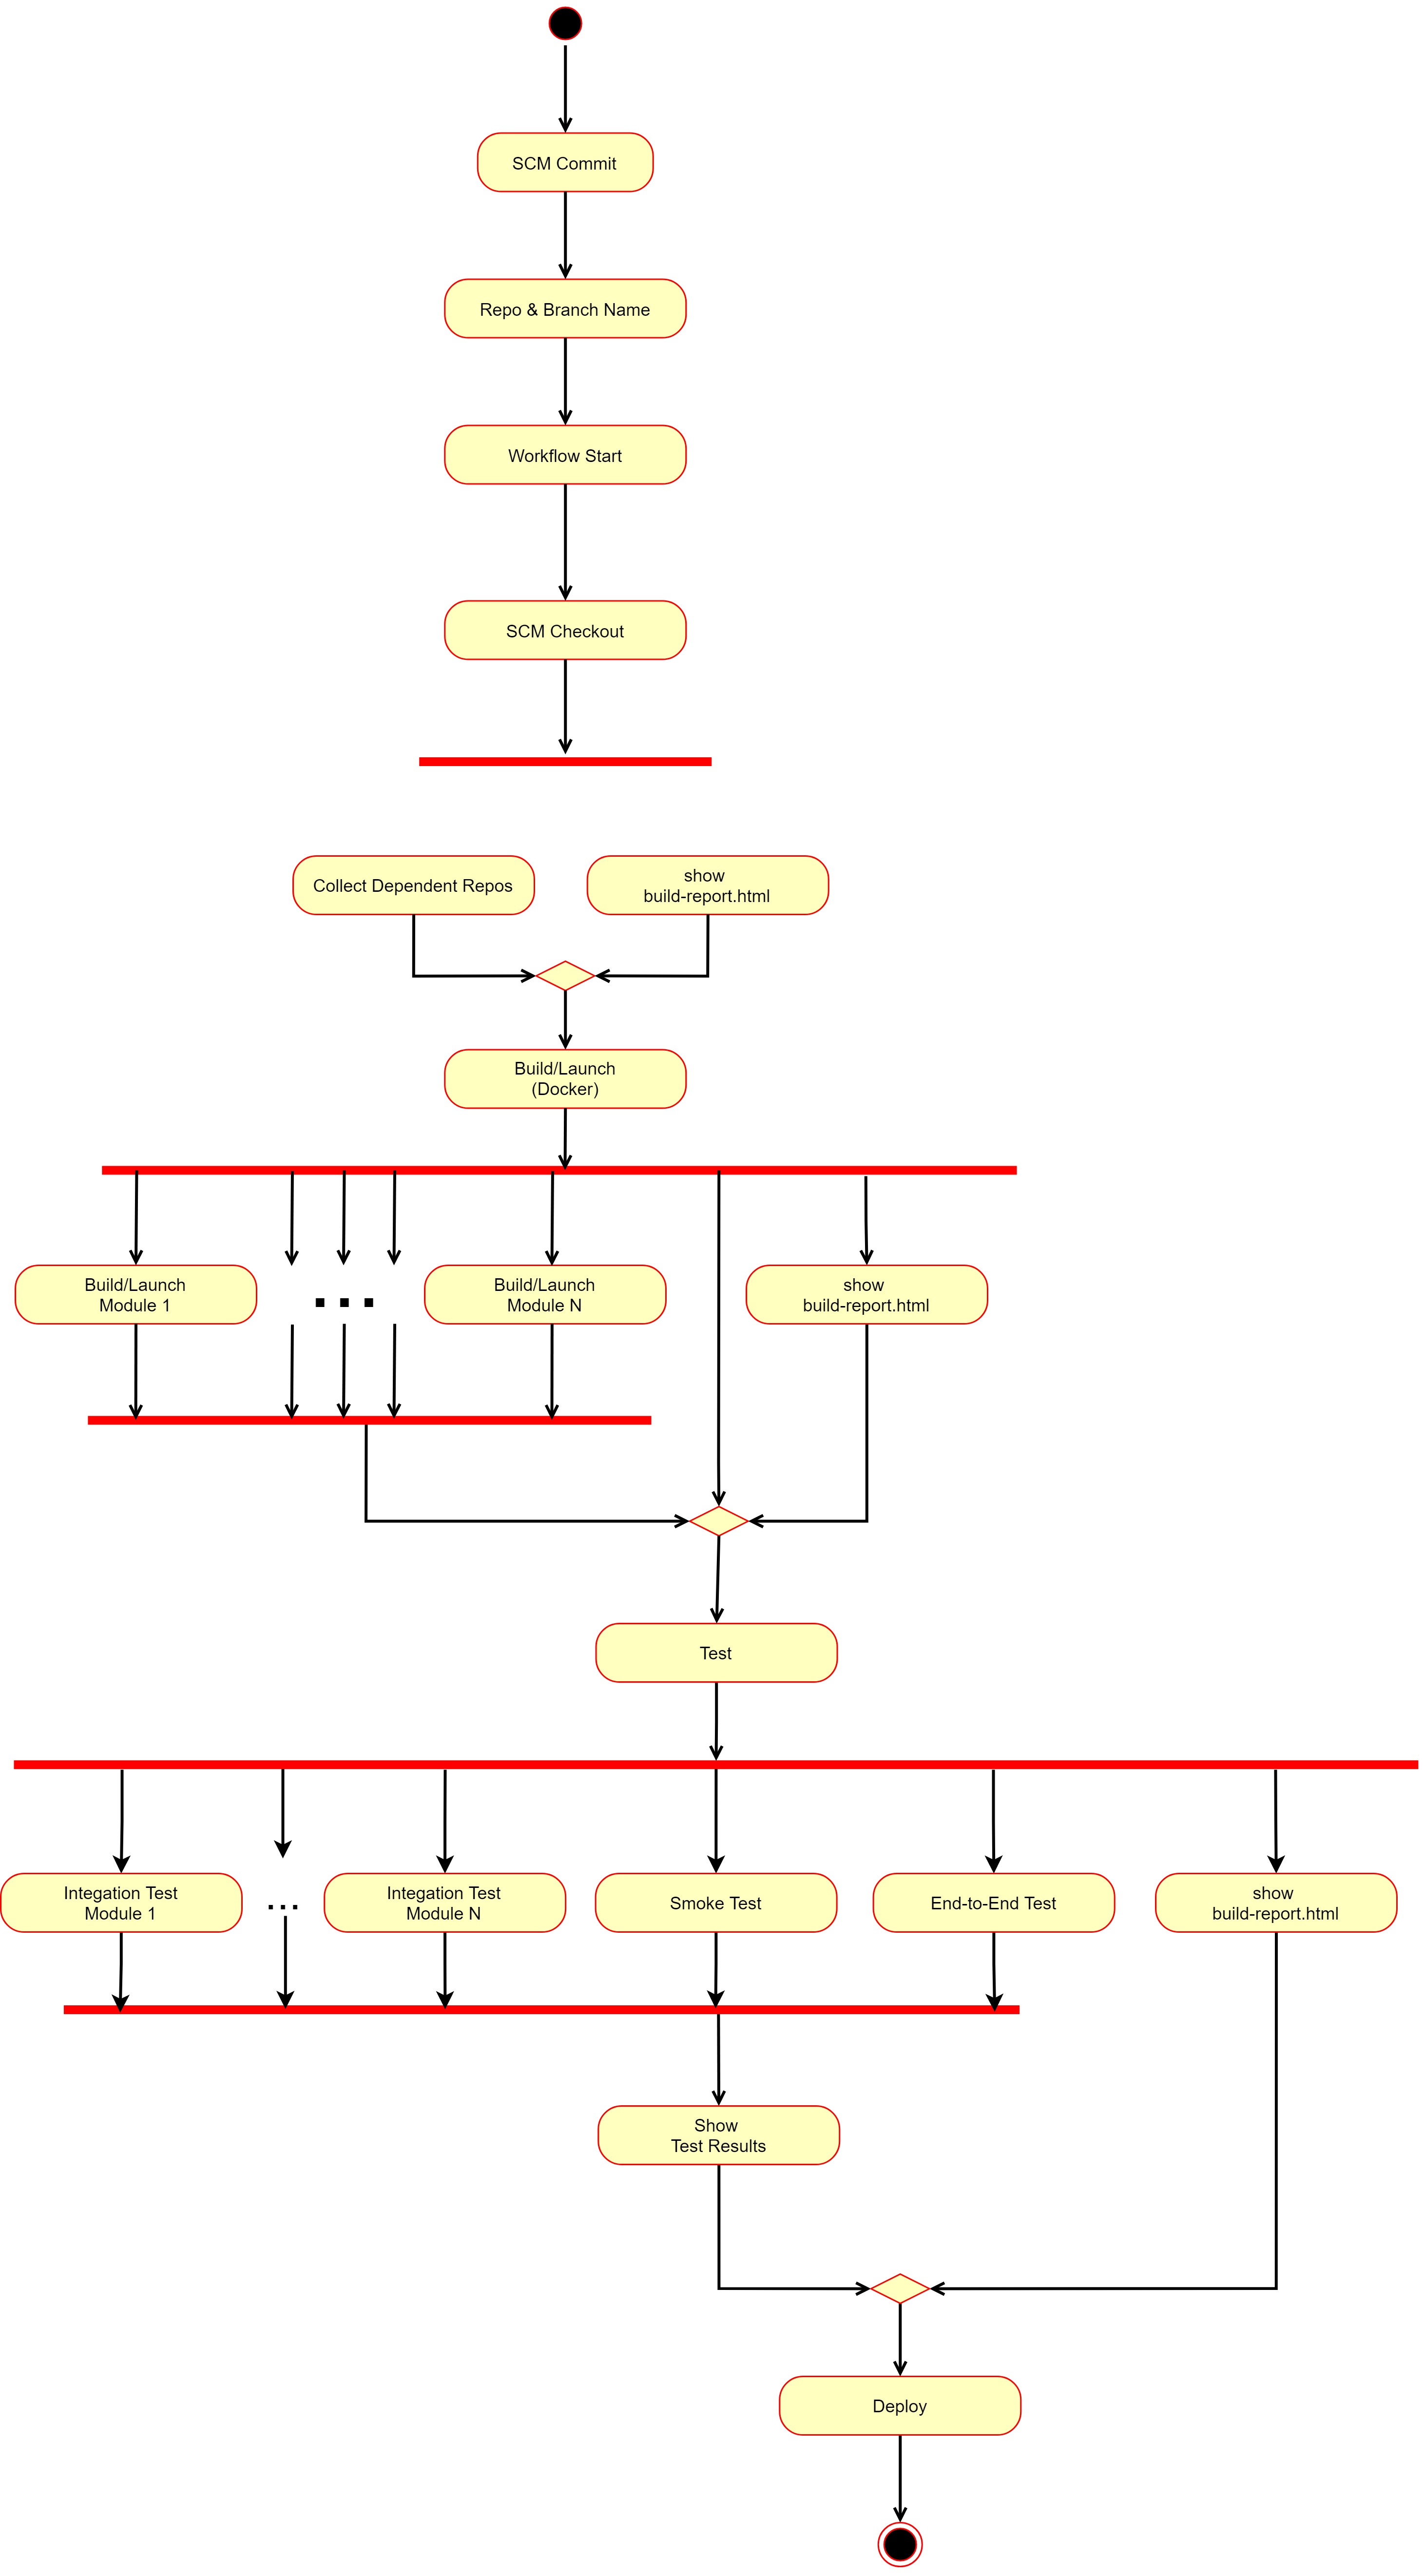 SCM Commit
Repo & Branch Name
Workflow Start
SCM Checkout
Collect Dependent Repos
show
build-report.html
Build/Launch
(Docker)
Build/Launch
Module 1
...
Build/Launch
Module N
show
build-report.html
Test
Integation Test
Module 1
...
Integation Test
Module N
Smoke Test
End-to-End Test
show
build-report.html
Show
Test Results
Deploy